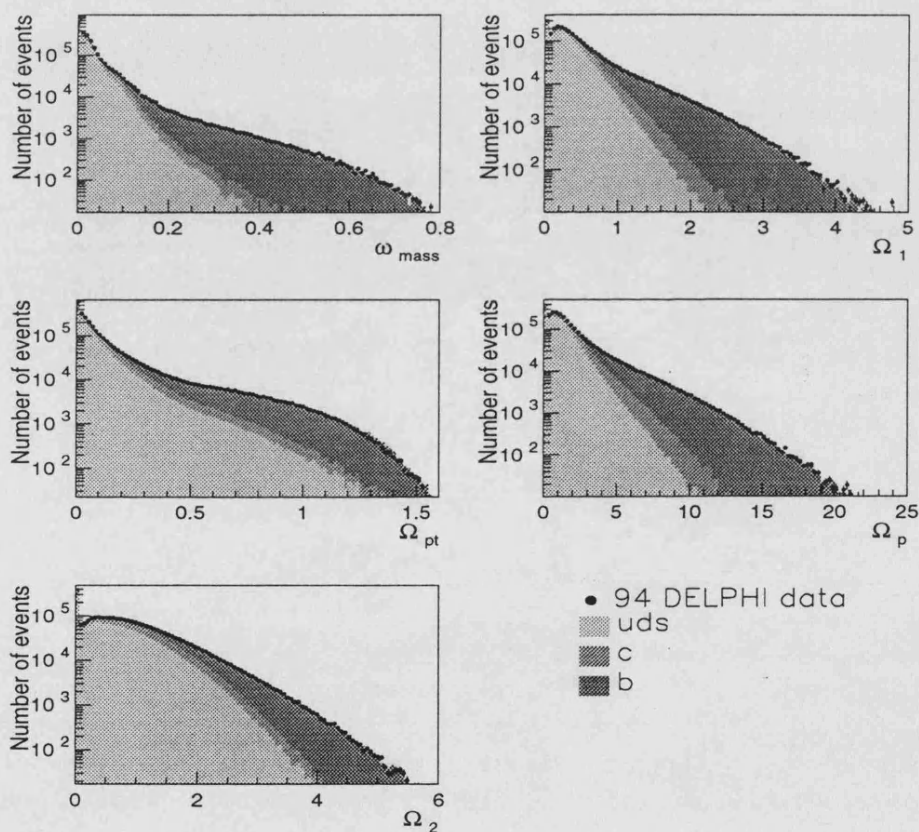 Number of events
10^5
10^4
10^3
10^2
0 0.2 0.4 0.6 0.8
ω mass
Number of events
10^5
10^4
10^3
10^2
0 1 2 3 4 5
Ω 1
Number of events
10^5
10^4
10^3
10^2
0 0.5 1 1.5
Ω pt
Number of events
10^5
10^4
10^3
10^2
0 5 10 15 20 25
Ω p
Number of events
10^5
10^4
10^3
10^2
0 2 4 6
Ω 2
94 DELPHI data
uds
c
b